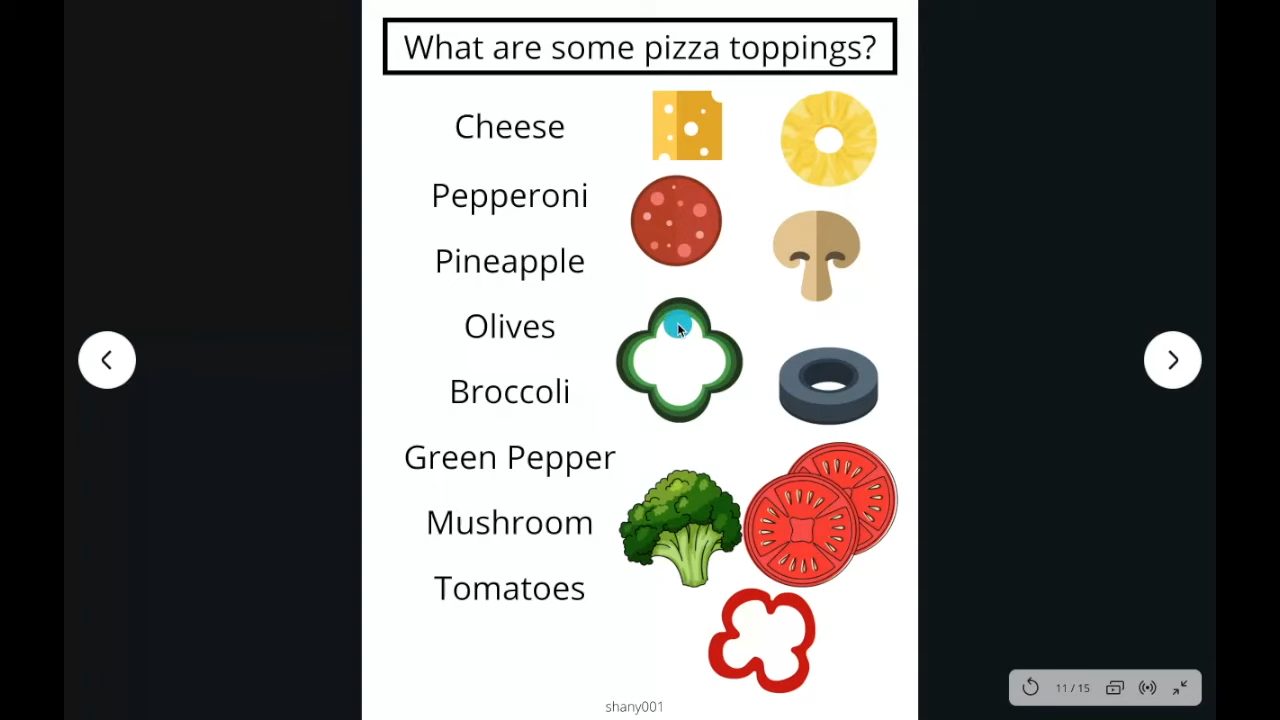 What are some pizza toppings?
Cheese
Pepperoni
Pineapple
Olives
Broccoli
Green Pepper
Mushroom
Tomatoes
shany001
11 / 15